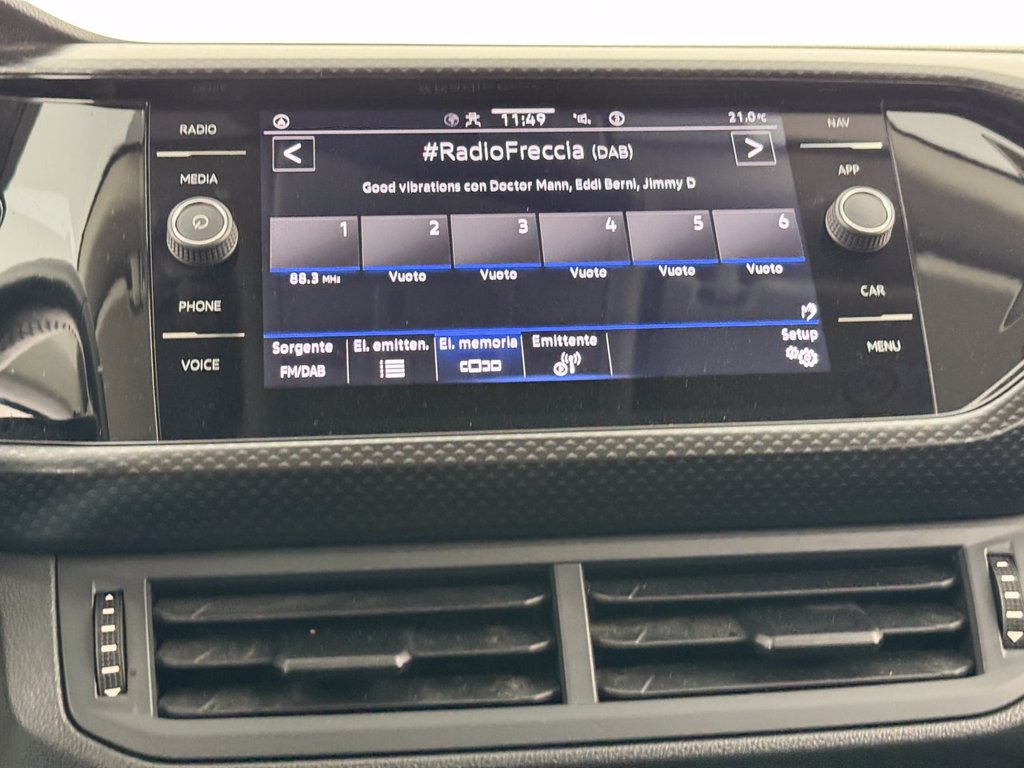 RADIO
MEDIA
PHONE
VOICE
11:49
21.0°C
#RadioFreccia (DAB)
Good vibrations con Doctor Mann, Eddi Berni, Jimmy D
1 2 3 4 5 6
88.3 MHz Vuoto Vuoto Vuoto Vuoto Vuoto
Sorgente El. emitten. El. memoria Emittente Setup
FM/DAB
NAV
APP
CAR
MENU